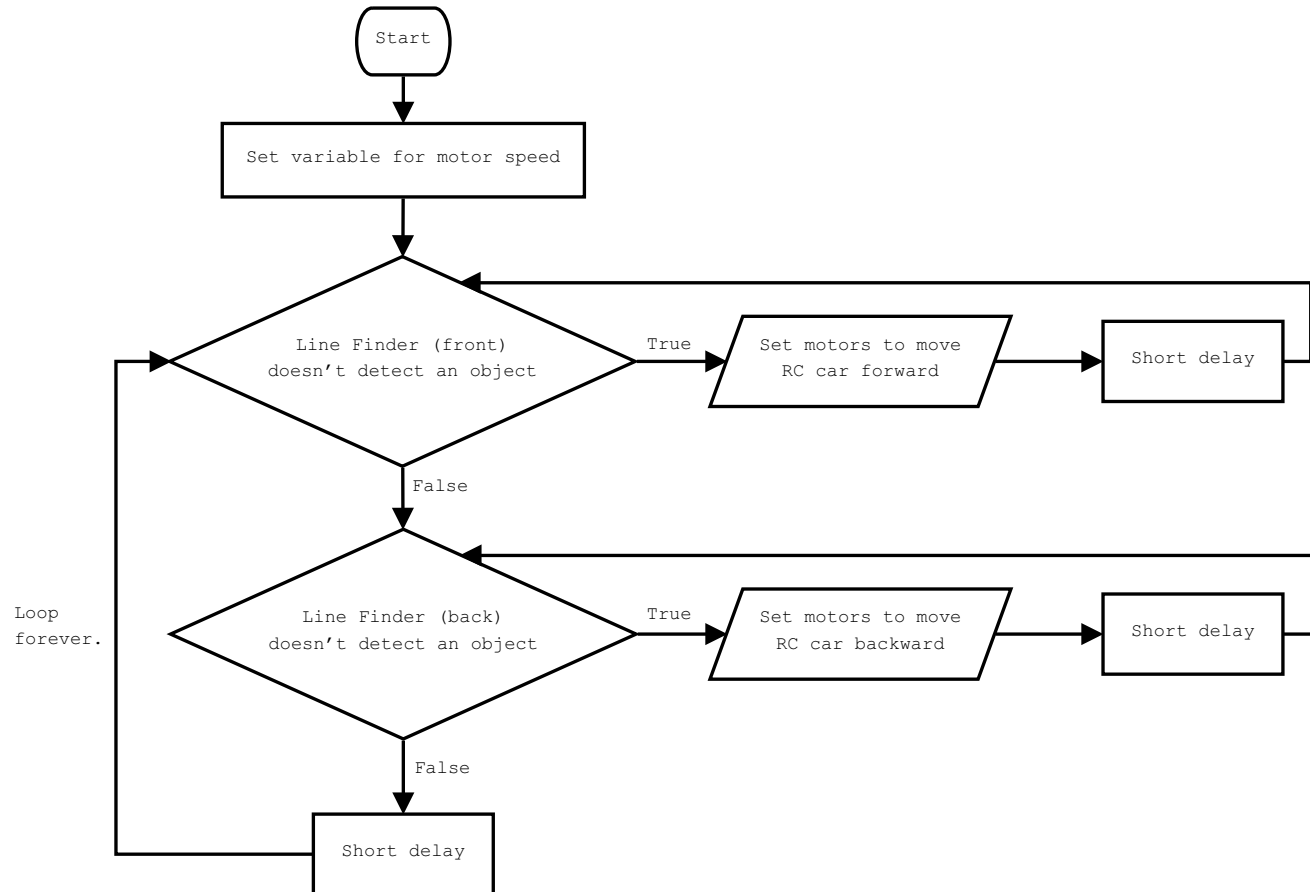 Start
Set variable for motor speed
Line Finder (front)
doesn't detect an object
True
Set motors to move
RC car forward
Short delay
False
Line Finder (back)
doesn't detect an object
True
Set motors to move
RC car backward
Short delay
Loop
forever.
False
Short delay